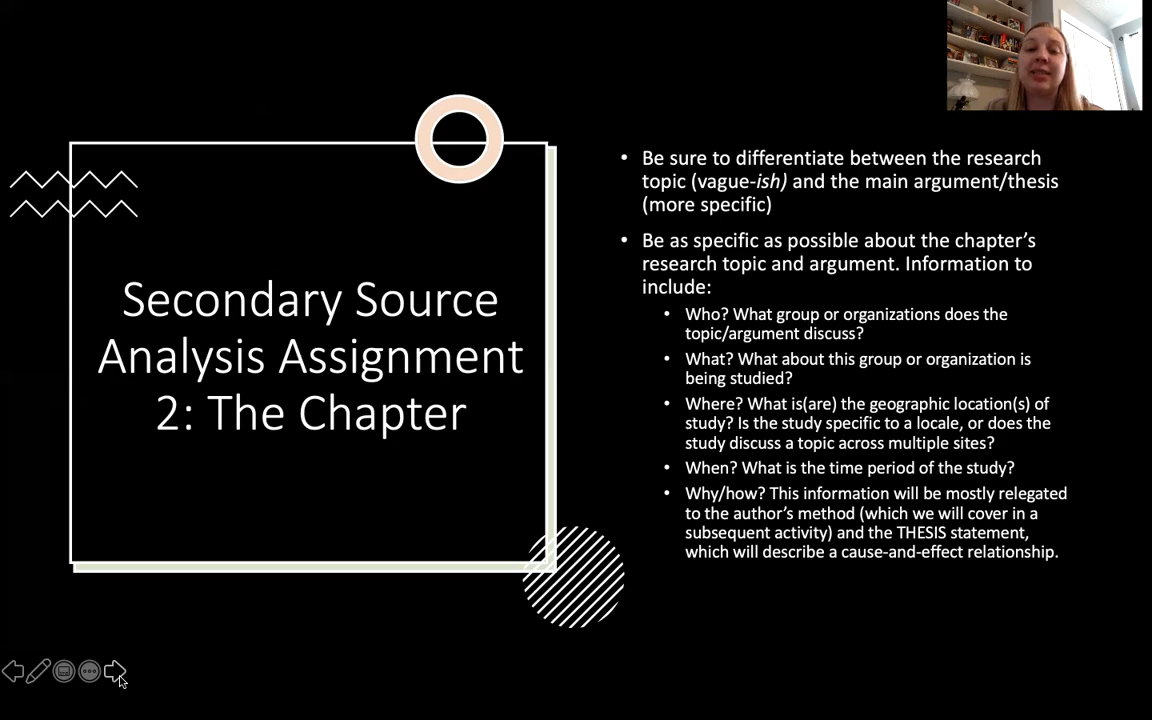 Secondary Source
Analysis Assignment
2: The Chapter
• Be sure to differentiate between the research
topic (vague-ish) and the main argument/thesis
(more specific)
• Be as specific as possible about the chapter's
research topic and argument. Information to
include:
• Who? What group or organizations does the
topic/argument discuss?
• What? What about this group or organization is
being studied?
• Where? What is(are) the geographic location(s) of
study? Is the study specific to a locale, or does the
study discuss a topic across multiple sites?
• When? What is the time period of the study?
• Why/how? This information will be mostly relegated
to the author's method (which we will cover in a
subsequent activity) and the THESIS statement,
which will describe a cause-and-effect relationship.